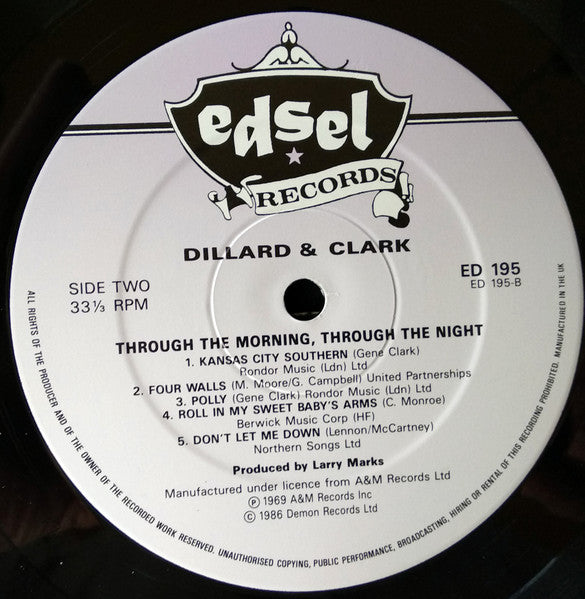 edsel
RECORDS
DILLARD & CLARK
SIDE TWO
33⅓ RPM
ED 195
ED 195-B
THROUGH THE MORNING, THROUGH THE NIGHT
1. KANSAS CITY SOUTHERN (Gene Clark)
Rondor Music (Ldn) Ltd
2. FOUR WALLS (M. Moore/G. Campbell) United Partnerships
3. POLLY (Gene Clark) Rondor Music (Ldn) Ltd
4. ROLL IN MY SWEET BABY'S ARMS (C. Monroe)
Berwick Music Corp (HF)
5. DON'T LET ME DOWN (Lennon/McCartney)
Northern Songs Ltd
Produced by Larry Marks
Manufactured under licence from A&M Records Ltd
Ⓟ 1969 A&M Records Inc
© 1986 Demon Records Ltd
ALL RIGHTS OF THE PRODUCER AND OF THE OWNER OF THE RECORDED WORK RESERVED. UNAUTHORISED COPYING, PUBLIC PERFORMANCE, BROADCASTING, HIRING OR RENTAL OF THIS RECORDING PROHIBITED. MANUFACTURED IN THE UK